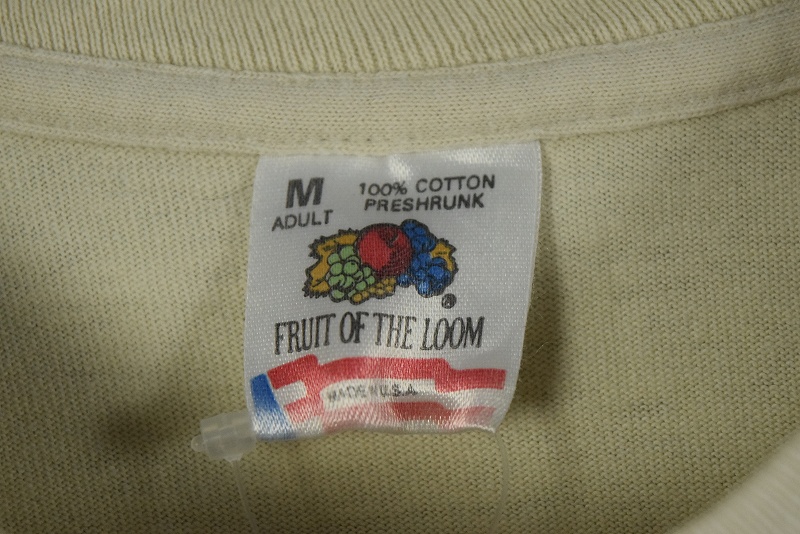 M
ADULT
100% COTTON
PRESHRUNK
®
FRUIT OF THE LOOM
MADE IN U.S.A